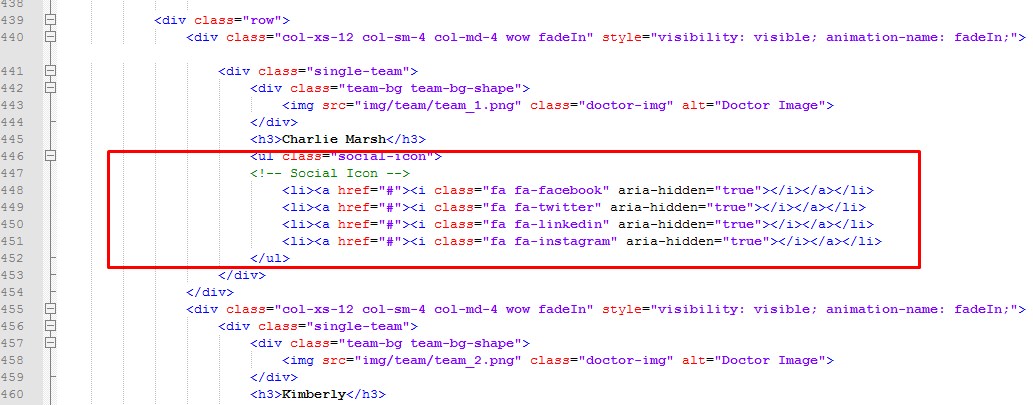 438
439 <div class="row">
440 <div class="col-xs-12 col-sm-4 col-md-4 wow fadeIn" style="visibility: visible; animation-name: fadeIn;">
441 <div class="single-team">
442 <div class="team-bg team-bg-shape">
443 <img src="img/team/team_1.png" class="doctor-img" alt="Doctor Image">
444 </div>
445 <h3>Charlie Marsh</h3>
446 <ul class="social-icon">
447 <!-- Social Icon -->
448 <li><a href="#"><i class="fa fa-facebook" aria-hidden="true"></i></a></li>
449 <li><a href="#"><i class="fa fa-twitter" aria-hidden="true"></i></a></li>
450 <li><a href="#"><i class="fa fa-linkedin" aria-hidden="true"></i></a></li>
451 <li><a href="#"><i class="fa fa-instagram" aria-hidden="true"></i></a></li>
452 </ul>
453 </div>
454 </div>
455 <div class="col-xs-12 col-sm-4 col-md-4 wow fadeIn" style="visibility: visible; animation-name: fadeIn;">
456 <div class="single-team">
457 <div class="team-bg team-bg-shape">
458 <img src="img/team/team_2.png" class="doctor-img" alt="Doctor Image">
459 </div>
460 <h3>Kimberly</h3>